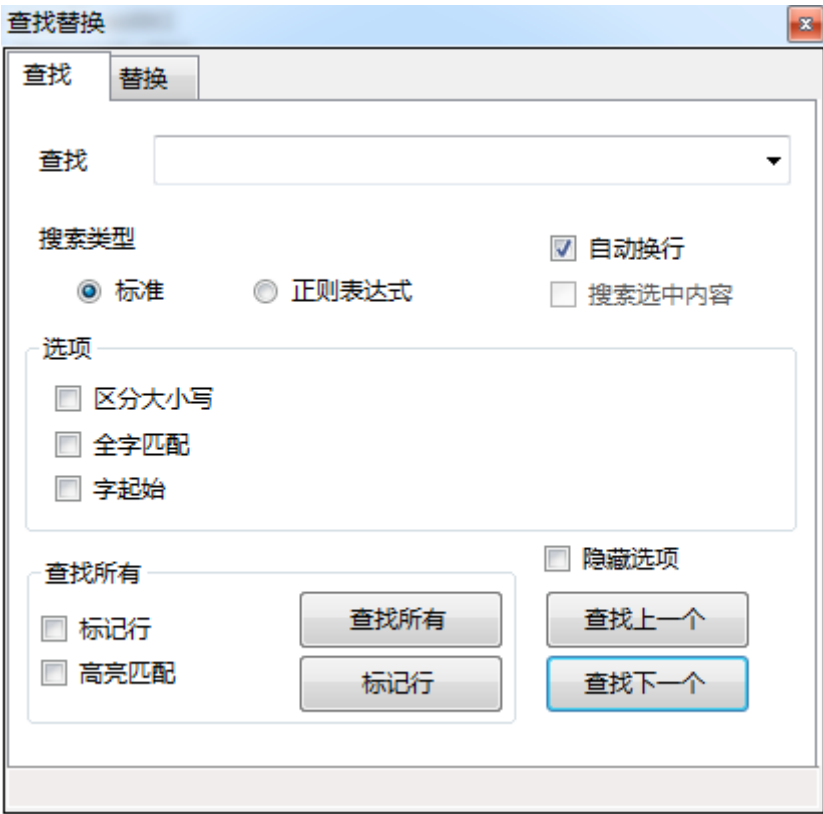 查找替换
查找
替换
查找
搜索类型
自动换行
标准
正则表达式
搜索选中内容
选项
区分大小写
全字匹配
字起始
隐藏选项
查找所有
标记行
查找所有
查找上一个
高亮匹配
标记行
查找下一个